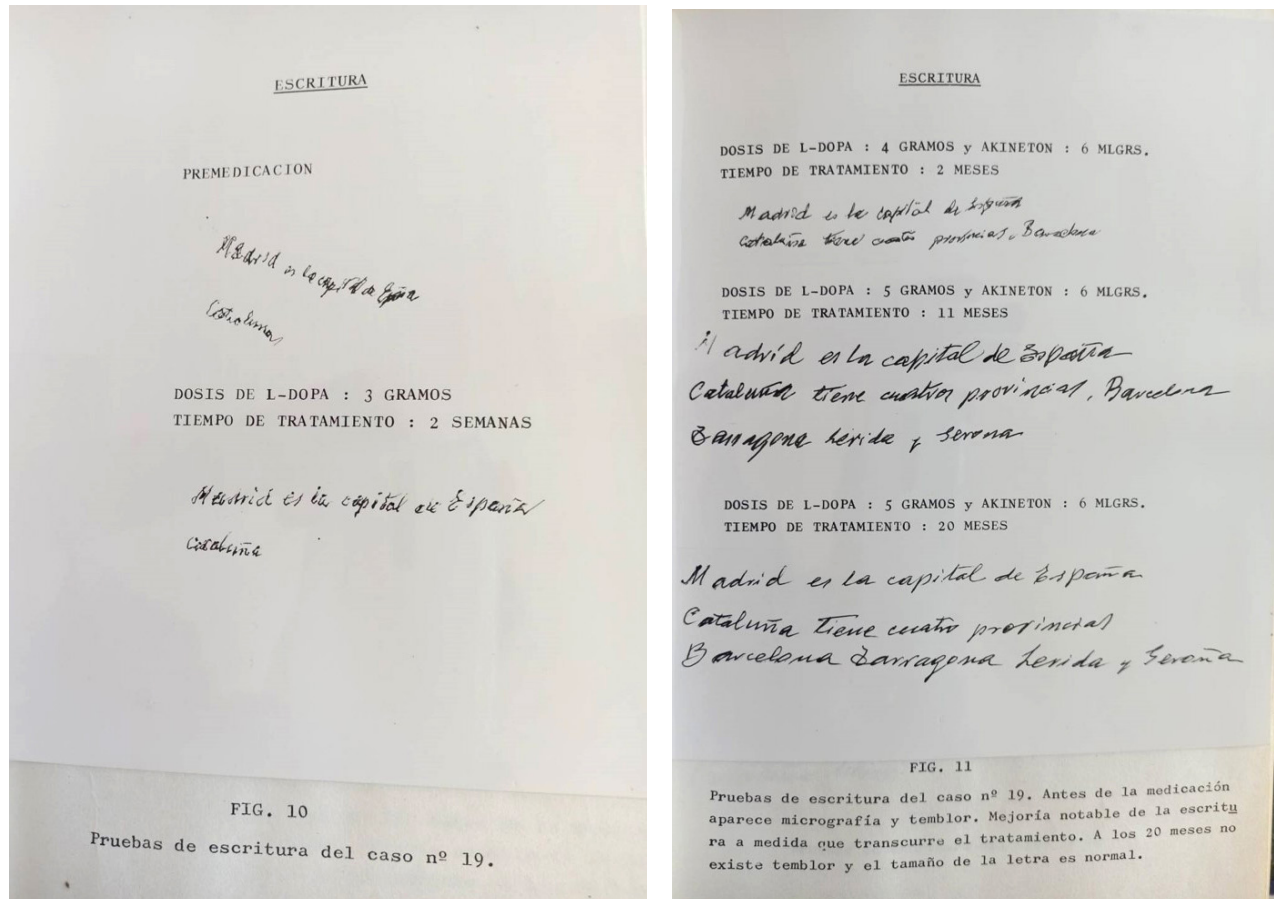 ESCRITURA
PREMEDICACION
Madrid es la capital de España
DOSIS DE L-DOPA : 3 GRAMOS
TIEMPO DE TRATAMIENTO : 2 SEMANAS
Madrid es la capital de España
Cataluña
FIG. 10
Pruebas de escritura del caso nº 19.
ESCRITURA
DOSIS DE L-DOPA : 4 GRAMOS y AKINETON : 6 MLGRS.
TIEMPO DE TRATAMIENTO : 2 MESES
Madrid es la capital de España
Cataluña tiene cuatro provincias, Barcelona
DOSIS DE L-DOPA : 5 GRAMOS y AKINETON : 6 MLGRS.
TIEMPO DE TRATAMIENTO : 11 MESES
Madrid es la capital de España
Cataluña tiene cuatro provincias, Barcelona
Tarragona Lérida y Gerona
DOSIS DE L-DOPA : 5 GRAMOS y AKINETON : 6 MLGRS.
TIEMPO DE TRATAMIENTO : 20 MESES
Madrid es la capital de España
Cataluña tiene cuatro provincias
Barcelona Tarragona Lerida y Geroña
FIG. 11
Pruebas de escritura del caso nº 19. Antes de la medicación
aparece micrografía y temblor. Mejoría notable de la escritu
ra a medida que transcurre el tratamiento. A los 20 meses no
existe temblor y el tamaño de la letra es normal.